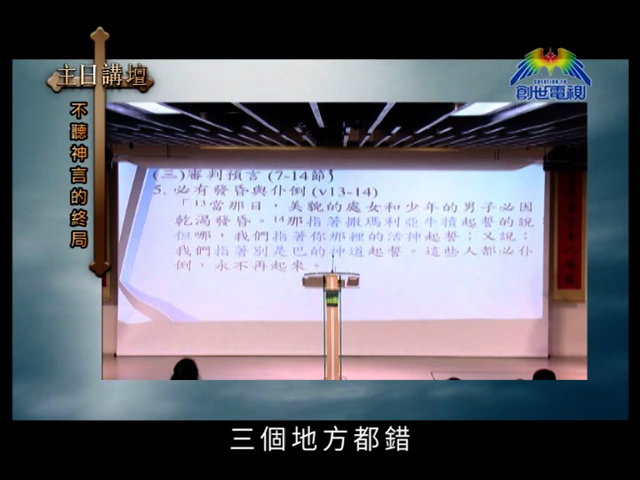 主日講壇
不聽神言的終局
CREATION TV
創世電視
(三)審判預言 (7-14節)
5. 必有發昏與仆倒 (v13-14)
「13當那日，美貌的處女和少年的男子必因
乾渴發昏。14那指著撒瑪利亞牛犢起誓的說
但哪，我們指著你那裡的活神起誓；又說：
我們指著別是巴的神道起誓。這些人都必仆
倒，永不再起來。
三個地方都錯